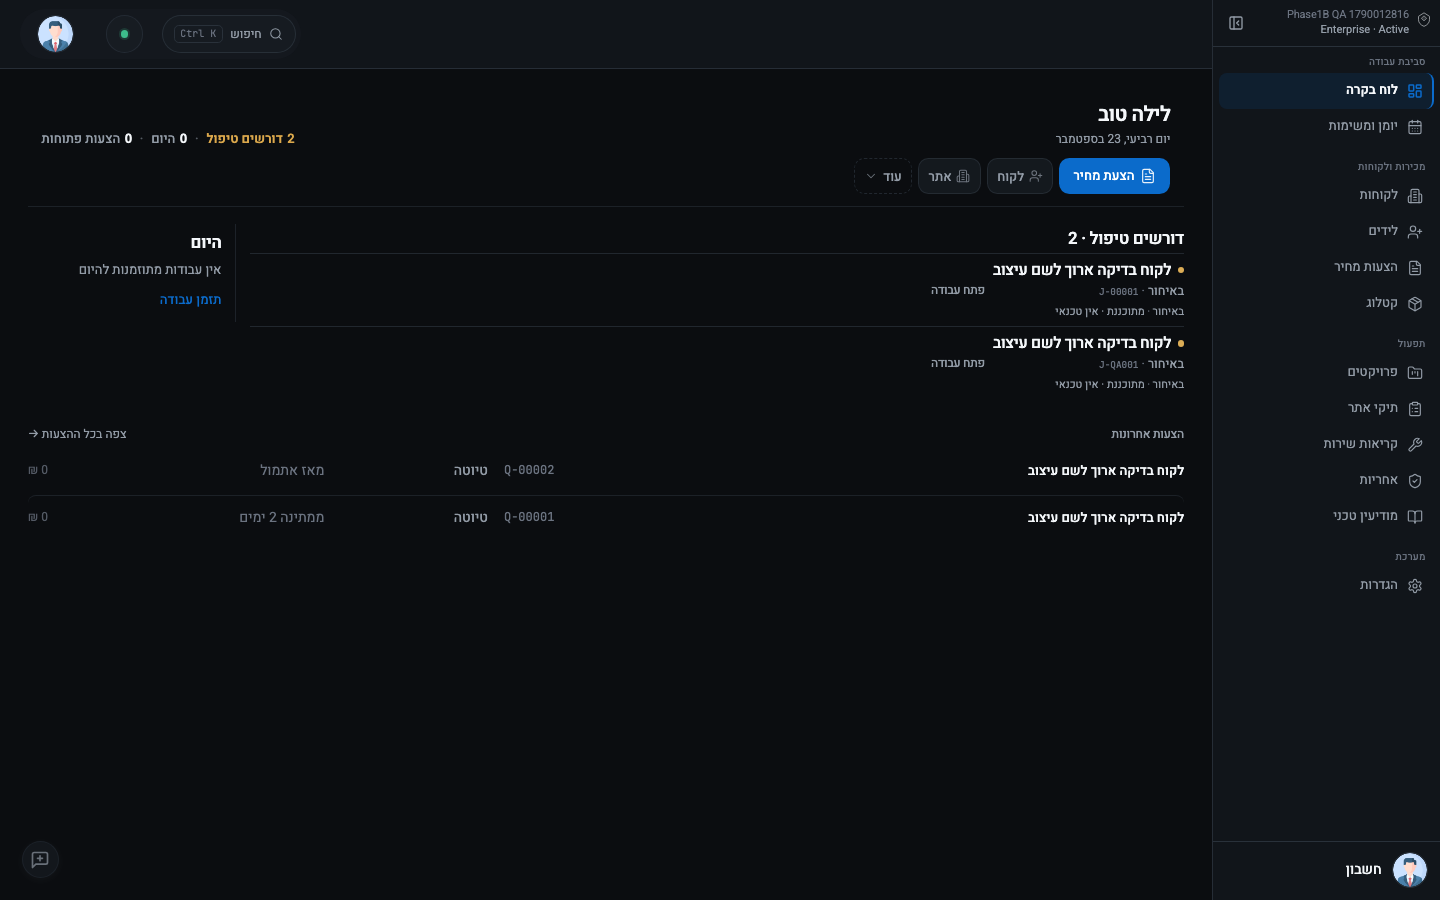 Phase1B QA 1790012816
Enterprise · Active
סביבת עבודה
לוח בקרה
יומן ומשימות
מכירות ולקוחות
לקוחות
לידים
הצעות מחיר
קטלוג
תפעול
פרויקטים
תיקי אתר
קריאות שירות
אחריות
מודיעין טכני
מערכת
הגדרות
חשבון
חיפוש Ctrl K
לילה טוב
יום רביעי, 23 בספטמבר
2 דורשים טיפול · 0 היום · 0 הצעות פתוחות
הצעת מחיר
לקוח
אתר
עוד
דורשים טיפול · 2
לקוח בדיקה ארוך לשם עיצוב
באיחור · J-00001 פתח עבודה
באיחור · מתוכננת · אין טכנאי
לקוח בדיקה ארוך לשם עיצוב
באיחור · J-QA001 פתח עבודה
באיחור · מתוכננת · אין טכנאי
היום
אין עבודות מתוזמנות להיום
תזמן עבודה
הצעות אחרונות צפה בכל ההצעות →
לקוח בדיקה ארוך לשם עיצוב Q-00002 טיוטה מאז אתמול 0 ₪
לקוח בדיקה ארוך לשם עיצוב Q-00001 טיוטה ממתינה 2 ימים 0 ₪